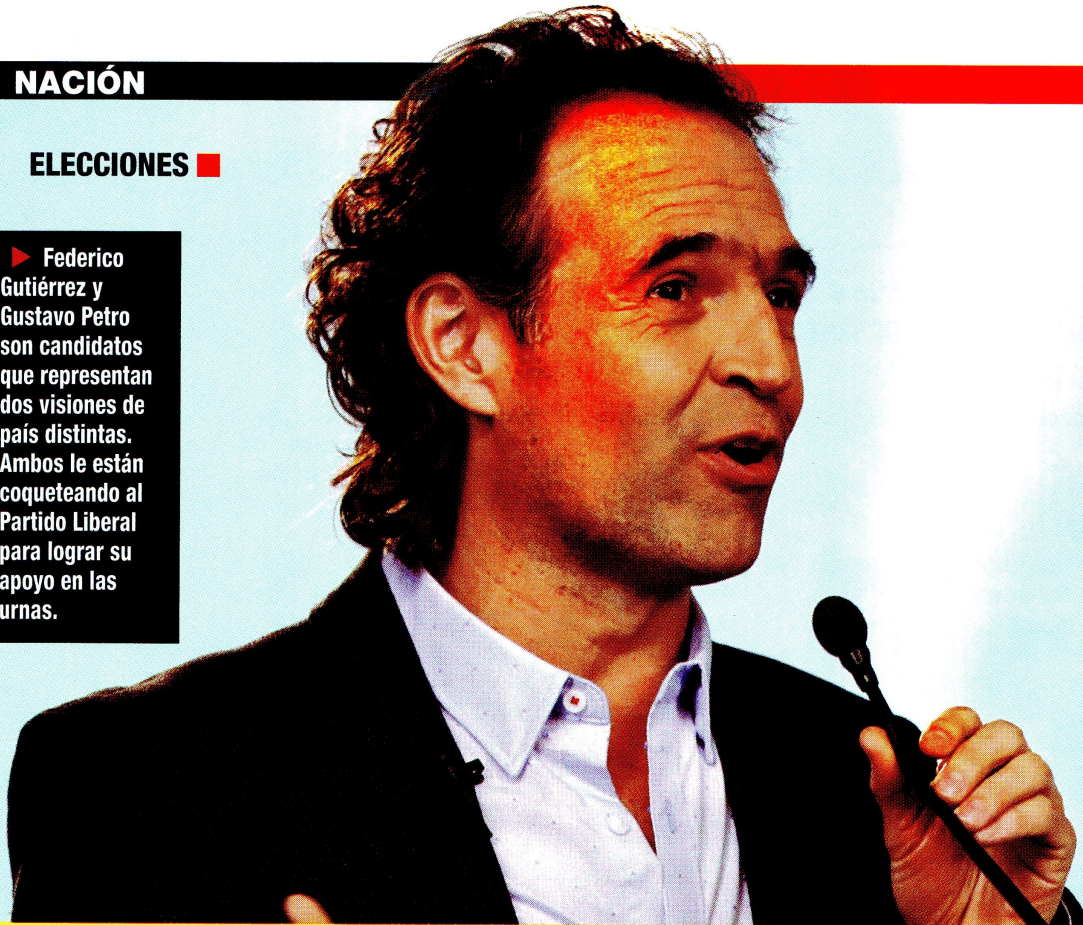 NACIÓN
ELECCIONES
Federico
Gutiérrez y
Gustavo Petro
son candidatos
que representan
dos visiones de
país distintas.
Ambos le están
coqueteando al
Partido Liberal
para lograr su
apoyo en las
urnas.